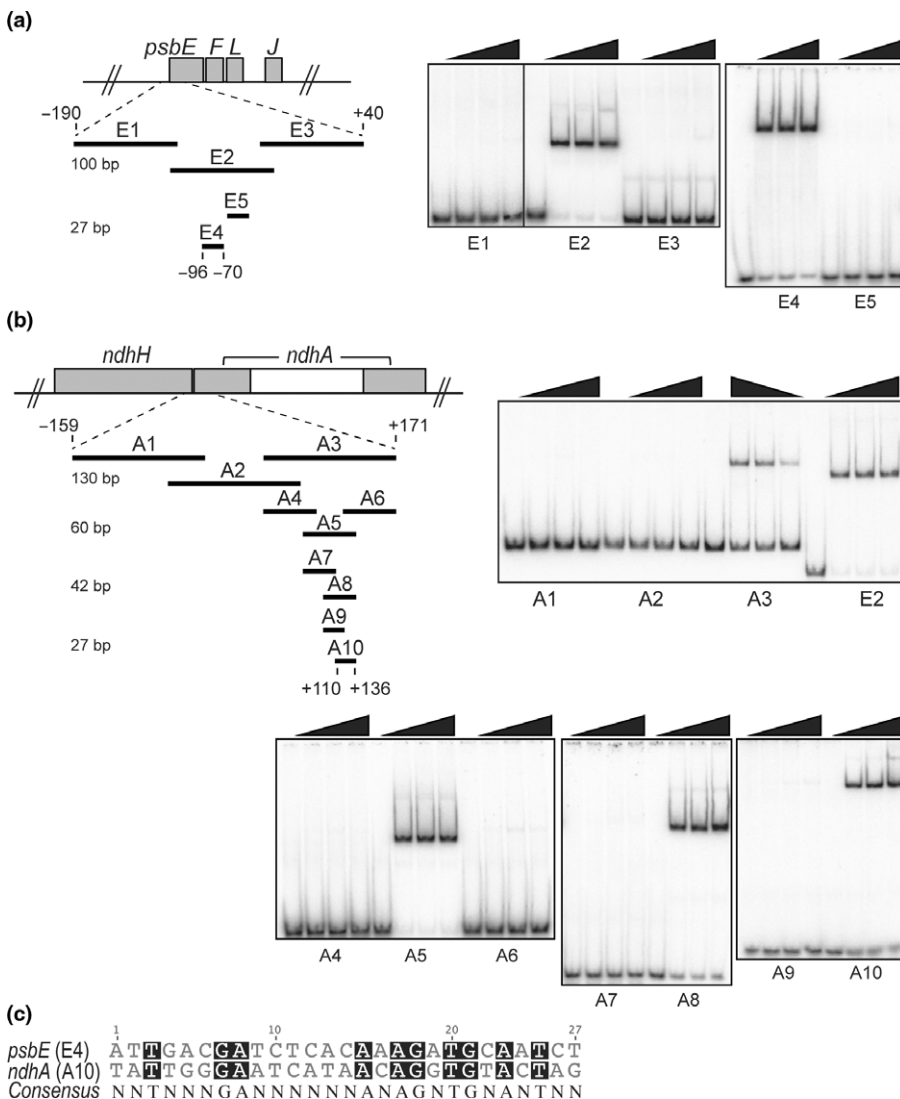 (a)
psbE F L J
−190 +40
E1 E3
100 bp
E2
E5
27 bp
E4
−96 −70
E1 E2 E3
E4 E5
(b)
ndhH ndhA
−159 +171
A1 A3
130 bp
A2
A4 A6
60 bp
A5
A7
42 bp
A8
A9
27 bp
A10
+110 +136
A1 A2 A3 E2
A4 A5 A6
A7 A8
A9 A10
(c)
1 10 20 27
psbE (E4) ATTGACGATCTCACAAAGATGCAATCT
ndhA (A10) TATTGGGAATCATAACAGGTGTACTAG
Consensus NNTNNNGANNNNNNANAGNTGNANTNN